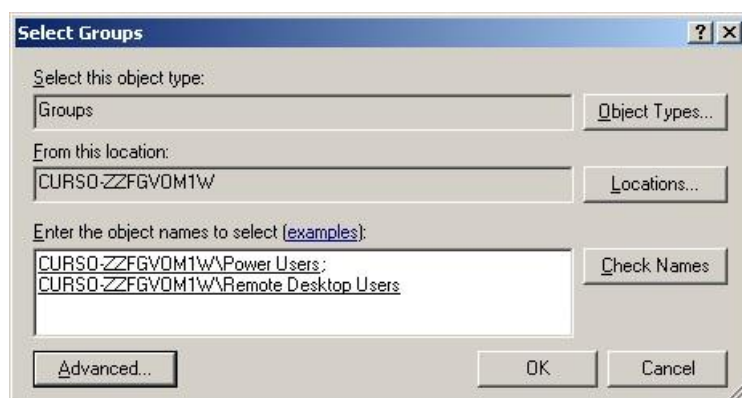 Select Groups
Select this object type:
Groups
Object Types...
From this location:
CURSO-ZZFGVOM1W
Locations...
Enter the object names to select (examples):
CURSO-ZZFGVOM1W\Power Users;
CURSO-ZZFGVOM1W\Remote Desktop Users
Check Names
Advanced...
OK
Cancel